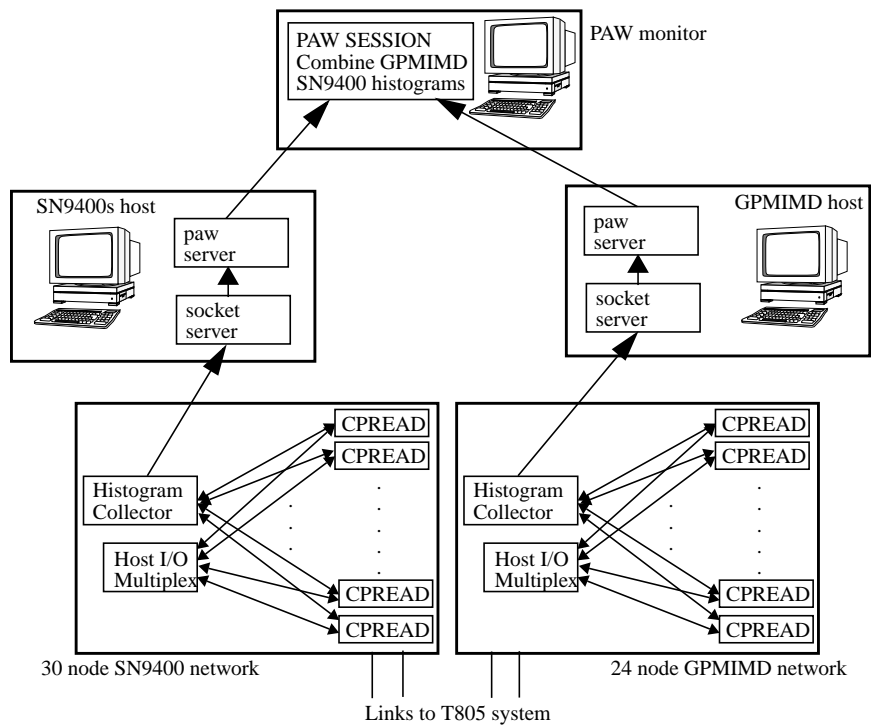 PAW SESSION
Combine GPMIMD
SN9400 histograms
PAW monitor
SN9400s host
paw
server
socket
server
GPMIMD host
paw
server
socket
server
CPREAD
CPREAD
Histogram
Collector
Host I/O
Multiplex
CPREAD
CPREAD
30 node SN9400 network
CPREAD
CPREAD
Histogram
Collector
Host I/O
Multiplex
CPREAD
CPREAD
24 node GPMIMD network
Links to T805 system